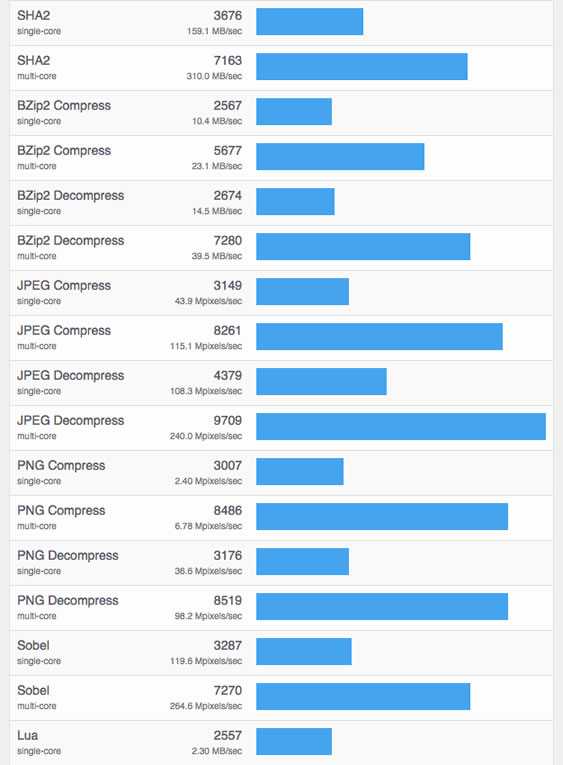 SHA2 3676
single-core 159.1 MB/sec
SHA2 7163
multi-core 310.0 MB/sec
BZip2 Compress 2567
single-core 10.4 MB/sec
BZip2 Compress 5677
multi-core 23.1 MB/sec
BZip2 Decompress 2674
single-core 14.5 MB/sec
BZip2 Decompress 7280
multi-core 39.5 MB/sec
JPEG Compress 3149
single-core 43.9 Mpixels/sec
JPEG Compress 8261
multi-core 115.1 Mpixels/sec
JPEG Decompress 4379
single-core 108.3 Mpixels/sec
JPEG Decompress 9709
multi-core 240.0 Mpixels/sec
PNG Compress 3007
single-core 2.40 Mpixels/sec
PNG Compress 8486
multi-core 6.78 Mpixels/sec
PNG Decompress 3176
single-core 36.6 Mpixels/sec
PNG Decompress 8519
multi-core 98.2 Mpixels/sec
Sobel 3287
single-core 119.6 Mpixels/sec
Sobel 7270
multi-core 264.6 Mpixels/sec
Lua 2557
single-core 2.30 MB/sec